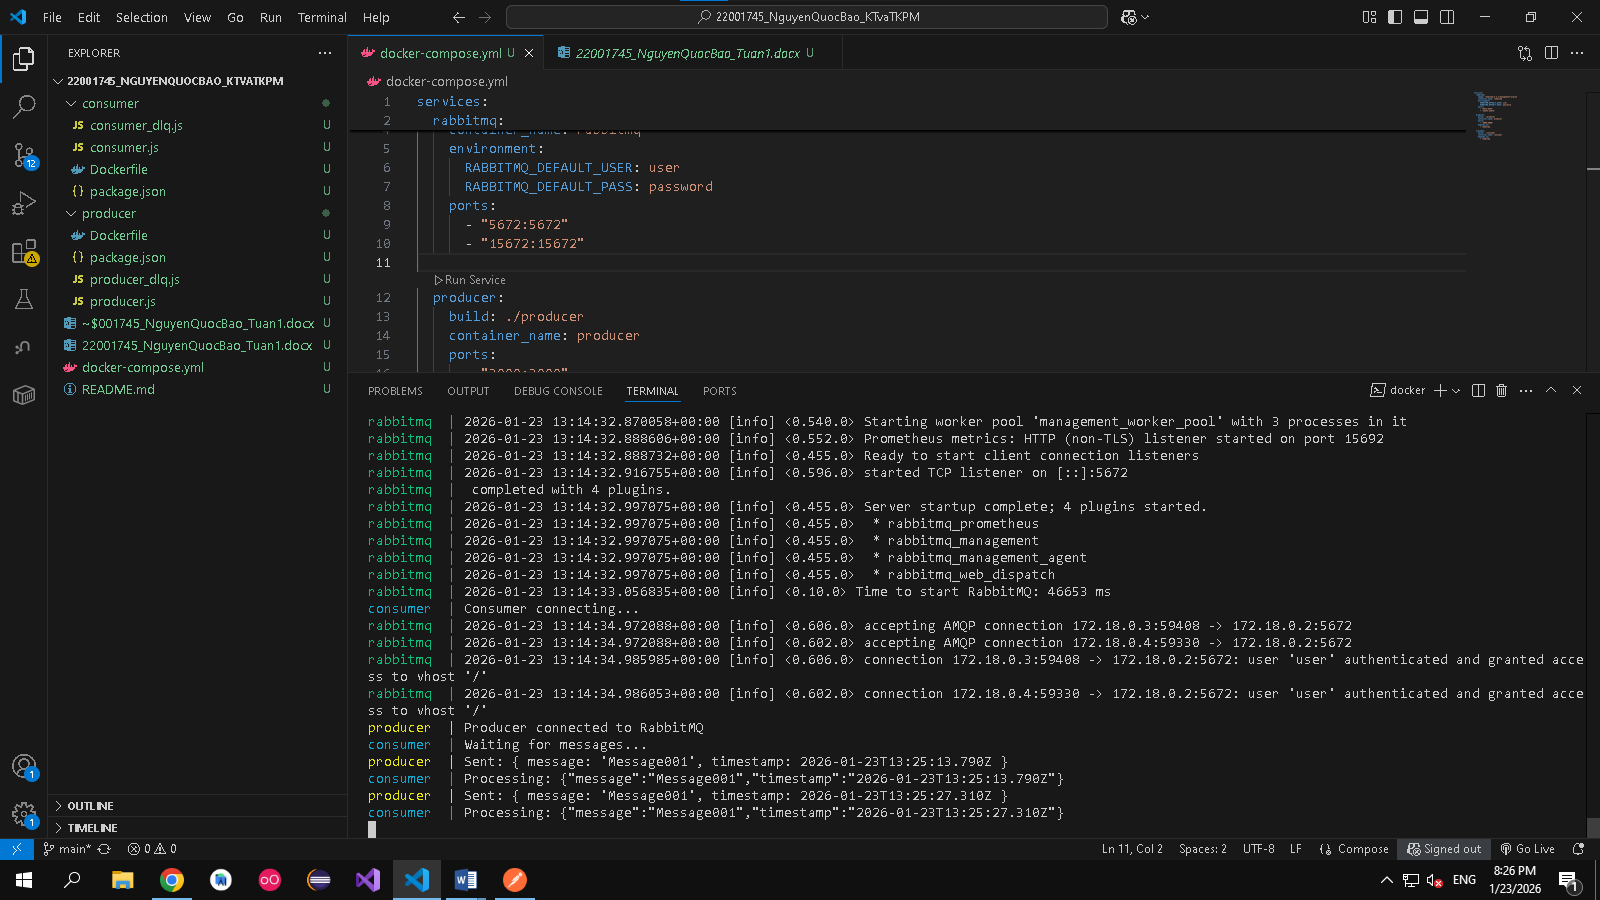 File Edit Selection View Go Run Terminal Help
22001745_NguyenQuocBao_KTvaTKPM
EXPLORER
22001745_NGUYENQUOCBAO_KTVATKPM
consumer
JS consumer_dlq.js U
JS consumer.js U
Dockerfile U
{} package.json U
producer
Dockerfile U
{} package.json U
JS producer_dlq.js U
JS producer.js U
~$001745_NguyenQuocBao_Tuan1.docx U
22001745_NguyenQuocBao_Tuan1.docx U
docker-compose.yml U
README.md U
OUTLINE
TIMELINE
12
1
1
docker-compose.yml U
22001745_NguyenQuocBao_Tuan1.docx U
docker-compose.yml
1 services:
2 rabbitmq:
container_name: rabbitmq
5 environment:
6 RABBITMQ_DEFAULT_USER: user
7 RABBITMQ_DEFAULT_PASS: password
8 ports:
9 - "5672:5672"
10 - "15672:15672"
11
Run Service
12 producer:
13 build: ./producer
14 container_name: producer
15 ports:
- "3000:3000"
PROBLEMS OUTPUT DEBUG CONSOLE TERMINAL PORTS
docker
rabbitmq | 2026-01-23 13:14:32.870058+00:00 [info] <0.540.0> Starting worker pool 'management_worker_pool' with 3 processes in it
rabbitmq | 2026-01-23 13:14:32.888606+00:00 [info] <0.552.0> Prometheus metrics: HTTP (non-TLS) listener started on port 15692
rabbitmq | 2026-01-23 13:14:32.888732+00:00 [info] <0.455.0> Ready to start client connection listeners
rabbitmq | 2026-01-23 13:14:32.916755+00:00 [info] <0.596.0> started TCP listener on [::]:5672
rabbitmq | completed with 4 plugins.
rabbitmq | 2026-01-23 13:14:32.997075+00:00 [info] <0.455.0> Server startup complete; 4 plugins started.
rabbitmq | 2026-01-23 13:14:32.997075+00:00 [info] <0.455.0> * rabbitmq_prometheus
rabbitmq | 2026-01-23 13:14:32.997075+00:00 [info] <0.455.0> * rabbitmq_management
rabbitmq | 2026-01-23 13:14:32.997075+00:00 [info] <0.455.0> * rabbitmq_management_agent
rabbitmq | 2026-01-23 13:14:32.997075+00:00 [info] <0.455.0> * rabbitmq_web_dispatch
rabbitmq | 2026-01-23 13:14:33.056835+00:00 [info] <0.10.0> Time to start RabbitMQ: 46653 ms
consumer | Consumer connecting...
rabbitmq | 2026-01-23 13:14:34.972088+00:00 [info] <0.606.0> accepting AMQP connection 172.18.0.3:59408 -> 172.18.0.2:5672
rabbitmq | 2026-01-23 13:14:34.972088+00:00 [info] <0.602.0> accepting AMQP connection 172.18.0.4:59330 -> 172.18.0.2:5672
rabbitmq | 2026-01-23 13:14:34.985985+00:00 [info] <0.606.0> connection 172.18.0.3:59408 -> 172.18.0.2:5672: user 'user' authenticated and granted acce
ss to vhost '/'
rabbitmq | 2026-01-23 13:14:34.986053+00:00 [info] <0.602.0> connection 172.18.0.4:59330 -> 172.18.0.2:5672: user 'user' authenticated and granted acce
ss to vhost '/'
producer | Producer connected to RabbitMQ
consumer | Waiting for messages...
producer | Sent: { message: 'Message001', timestamp: 2026-01-23T13:25:13.790Z }
consumer | Processing: {"message":"Message001","timestamp":"2026-01-23T13:25:13.790Z"}
producer | Sent: { message: 'Message001', timestamp: 2026-01-23T13:25:27.310Z }
consumer | Processing: {"message":"Message001","timestamp":"2026-01-23T13:25:27.310Z"}
main* 0 0
Ln 11, Col 2 Spaces: 2 UTF-8 LF Compose Signed out Go Live
ENG
8:26 PM
1/23/2026
1